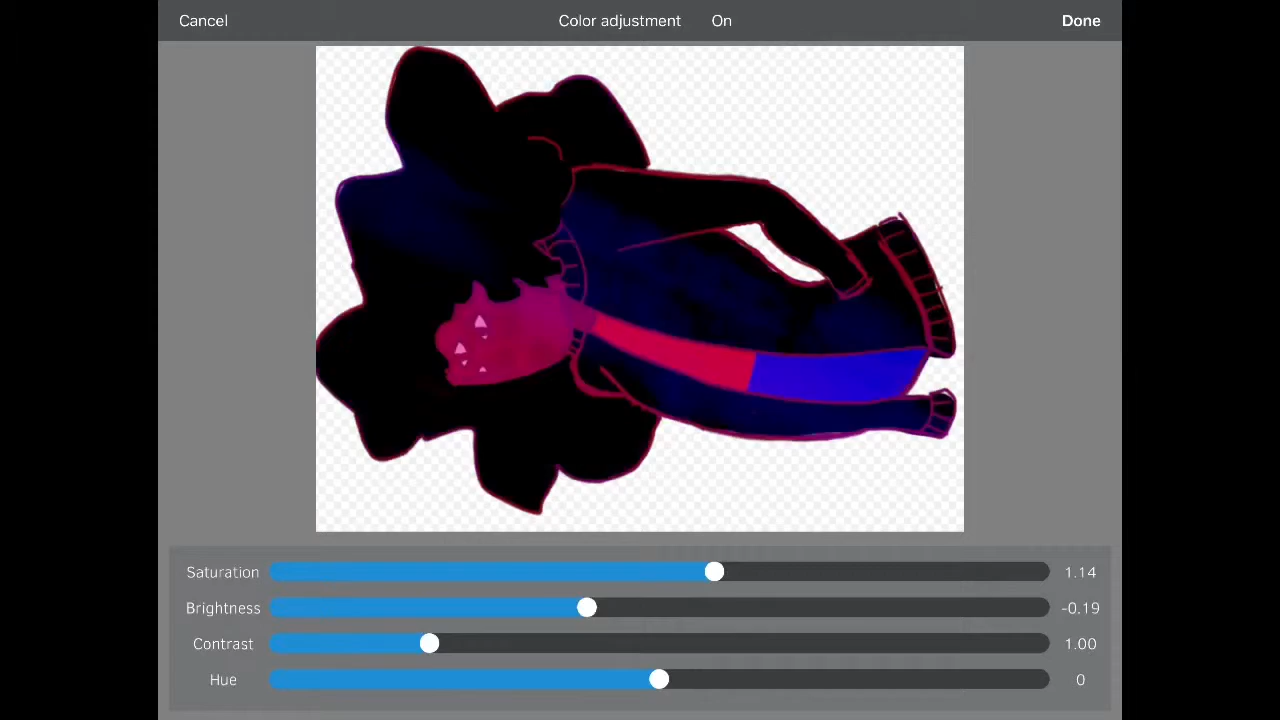 Cancel Color adjustment On Done
Saturation 1.14
Brightness -0.19
Contrast 1.00
Hue 0